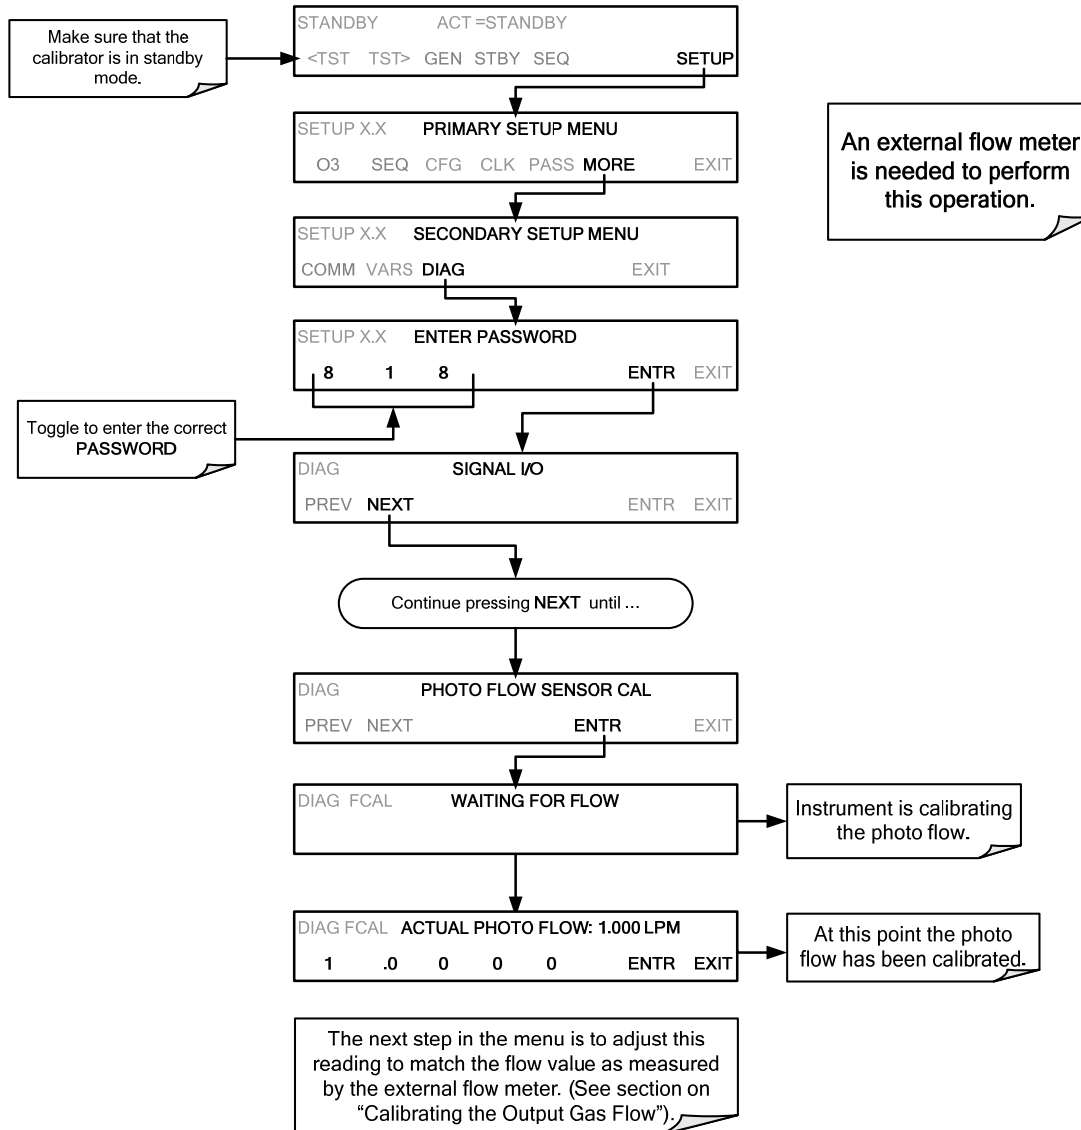 STANDBY ACT =STANDBY
Make sure that the
calibrator is in standby
mode.
<TST TST> GEN STBY SEQ SETUP
SETUP X.X PRIMARY SETUP MENU
O3 SEQ CFG CLK PASS MORE EXIT
An external flow meter
is needed to perform
this operation.
SETUP X.X SECONDARY SETUP MENU
COMM VARS DIAG EXIT
SETUP X.X ENTER PASSWORD
8 1 8 ENTR EXIT
Toggle to enter the correct
PASSWORD
DIAG SIGNAL I/O
PREV NEXT ENTR EXIT
Continue pressing NEXT until ...
DIAG PHOTO FLOW SENSOR CAL
PREV NEXT ENTR EXIT
DIAG FCAL WAITING FOR FLOW
Instrument is calibrating
the photo flow.
DIAG FCAL ACTUAL PHOTO FLOW: 1.000 LPM
1 .0 0 0 0 ENTR EXIT
At this point the photo
flow has been calibrated.
The next step in the menu is to adjust this
reading to match the flow value as measured
by the external flow meter. (See section on
“Calibrating the Output Gas Flow”).